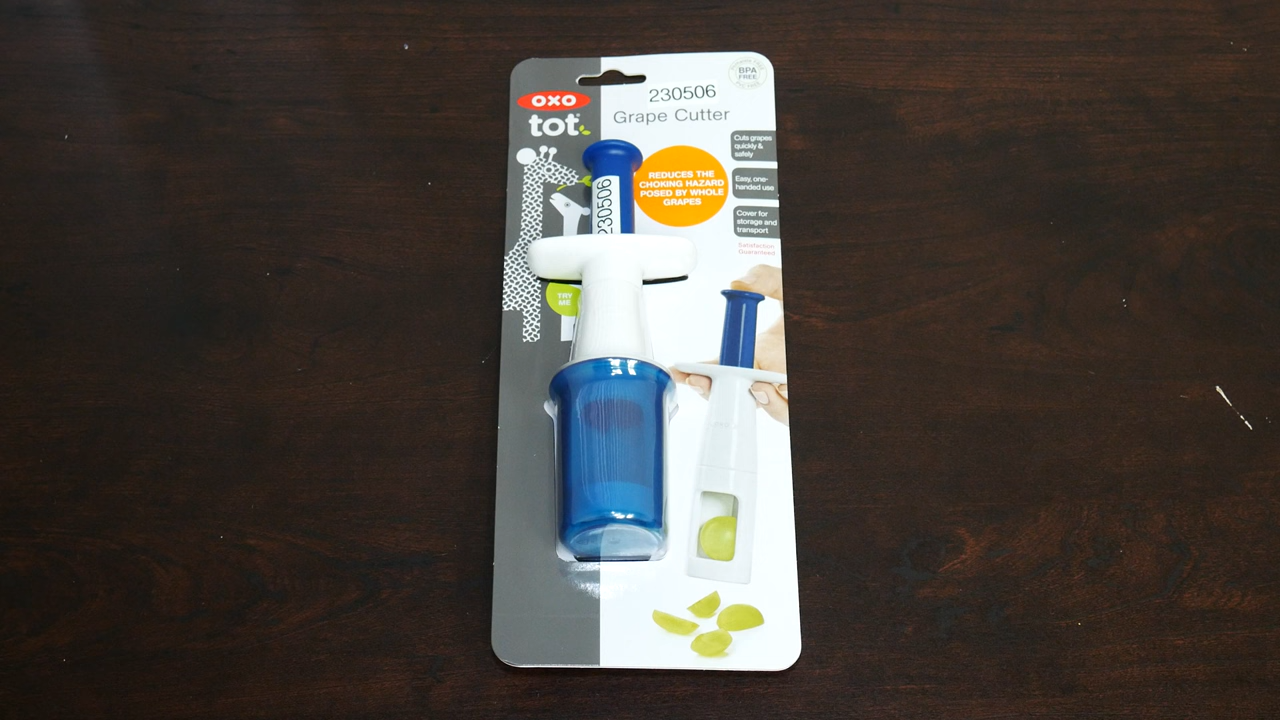 BPA
FREE
230506
OXO
tot
Grape Cutter
Cuts grapes
quickly &
safely
REDUCES THE
CHOKING HAZARD
POSED BY WHOLE
GRAPES
Easy, one-
handed use
230506
Cover for
storage and
transport
Satisfaction
Guaranteed
TRY
ME